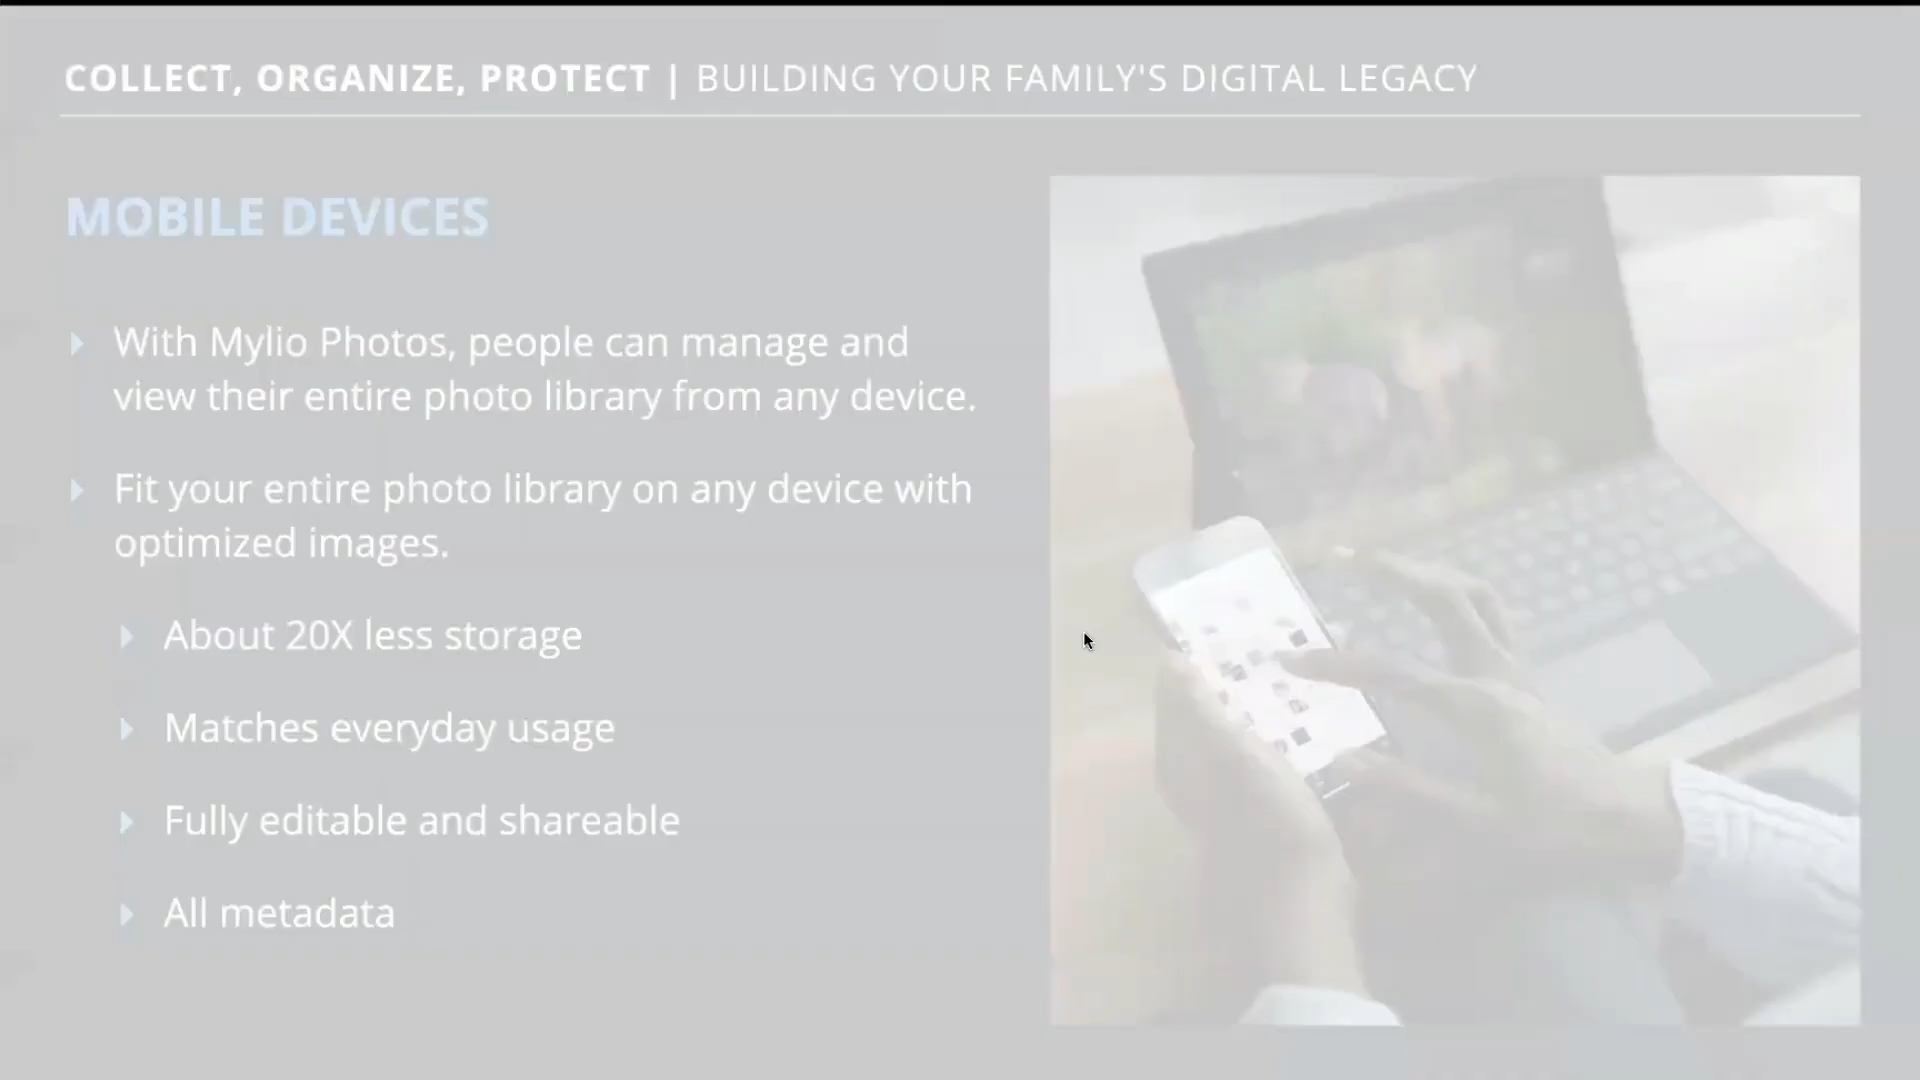 COLLECT, ORGANIZE, PROTECT | BUILDING YOUR FAMILY'S DIGITAL LEGACY
MOBILE DEVICES
With Mylio Photos, people can manage and
view their entire photo library from any device.
Fit your entire photo library on any device with
optimized images.
About 20X less storage
Matches everyday usage
Fully editable and shareable
All metadata